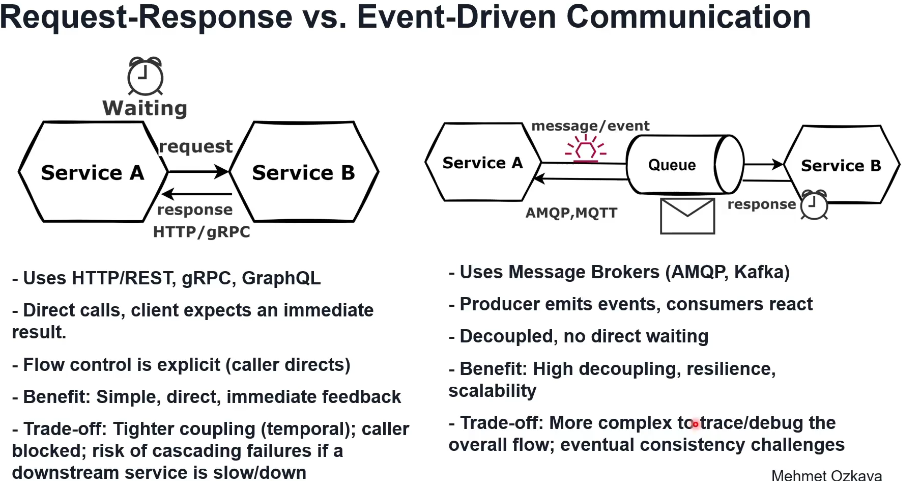 Request-Response vs. Event-Driven Communication
Waiting
Service A
request
Service B
response
HTTP/gRPC
- Uses HTTP/REST, gRPC, GraphQL
- Direct calls, client expects an immediate
result.
- Flow control is explicit (caller directs)
- Benefit: Simple, direct, immediate feedback
- Trade-off: Tighter coupling (temporal); caller
blocked; risk of cascading failures if a
downstream service is slow/down
message/event
Service A
Queue
Service B
AMQP,MQTT
response
- Uses Message Brokers (AMQP, Kafka)
- Producer emits events, consumers react
- Decoupled, no direct waiting
- Benefit: High decoupling, resilience,
scalability
- Trade-off: More complex to trace/debug the
overall flow; eventual consistency challenges
Mehmet Ozkaya